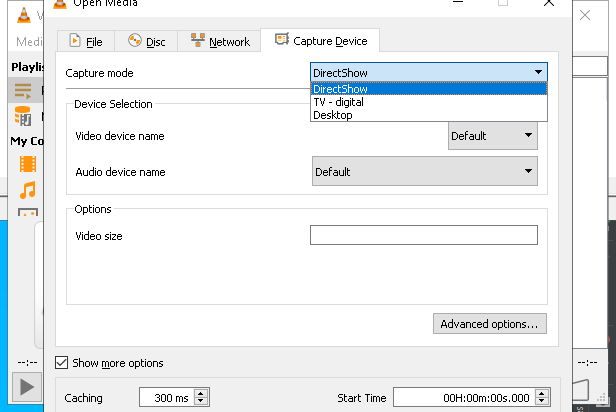 Open Media
Medi
File
Disc
Network
Capture Device
Playlis
Capture mode
DirectShow
DirectShow
TV - digital
Desktop
Device Selection
Video device name
Default
My Co
Audio device name
Default
Options
Video size
Advanced options...
--:--
Show more options
--:--
Caching
300 ms
Start Time
00H:00m:00s.000